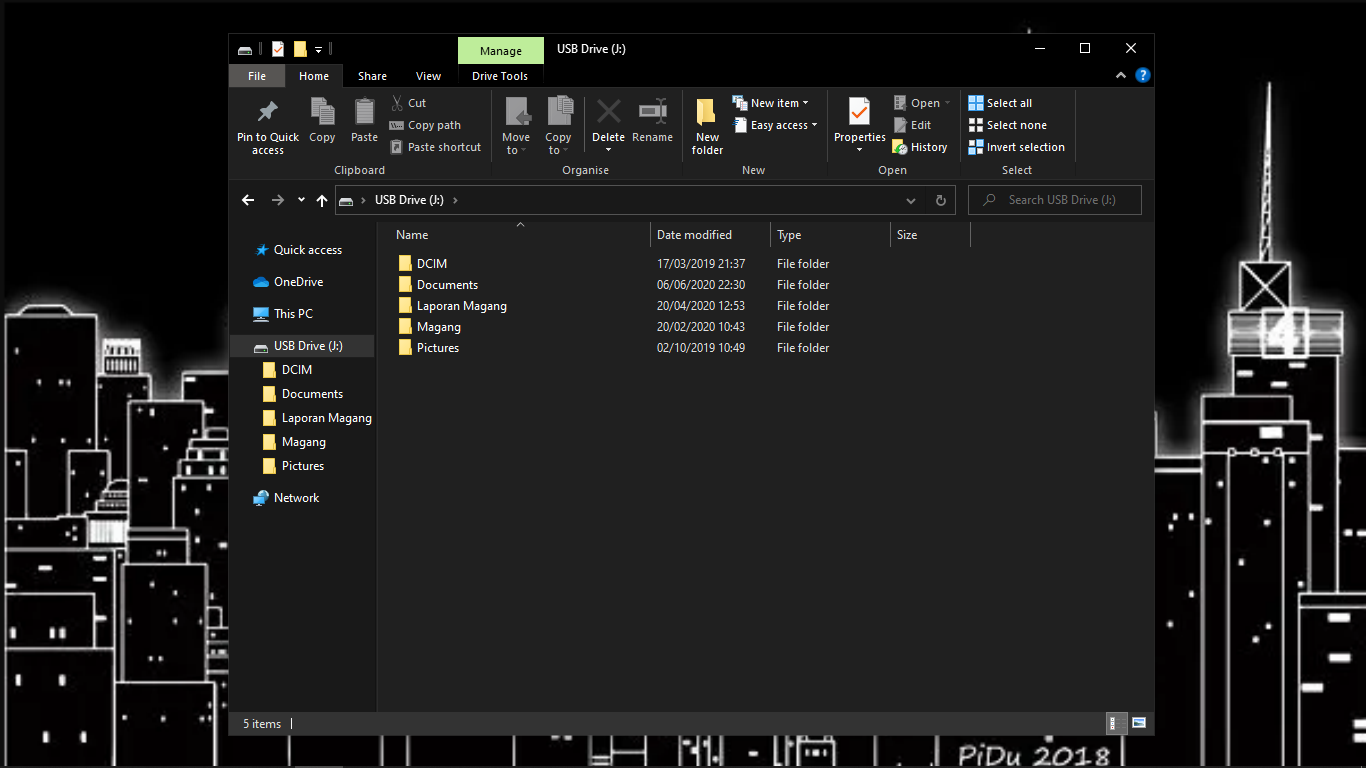 Manage
USB Drive (J:)
?
File
Home
Share
View
Drive Tools
Pin to Quick access
Copy
Paste
Cut
Copy path
Paste shortcut
Clipboard
Move to
Copy to
Delete
Rename
Organise
New folder
New item
Easy access
New
Properties
Open
Edit
History
Open
Select all
Select none
Invert selection
Select
USB Drive (J:)
Search USB Drive (J:)
Name Date modified Type Size
Quick access
OneDrive
This PC
USB Drive (J:)
DCIM
Documents
Laporan Magang
Magang
Pictures
Network
DCIM 17/03/2019 21:37 File folder
Documents 06/06/2020 22:30 File folder
Laporan Magang 20/04/2020 12:53 File folder
Magang 20/02/2020 10:43 File folder
Pictures 02/10/2019 10:49 File folder
5 items
4
PiDu 2018